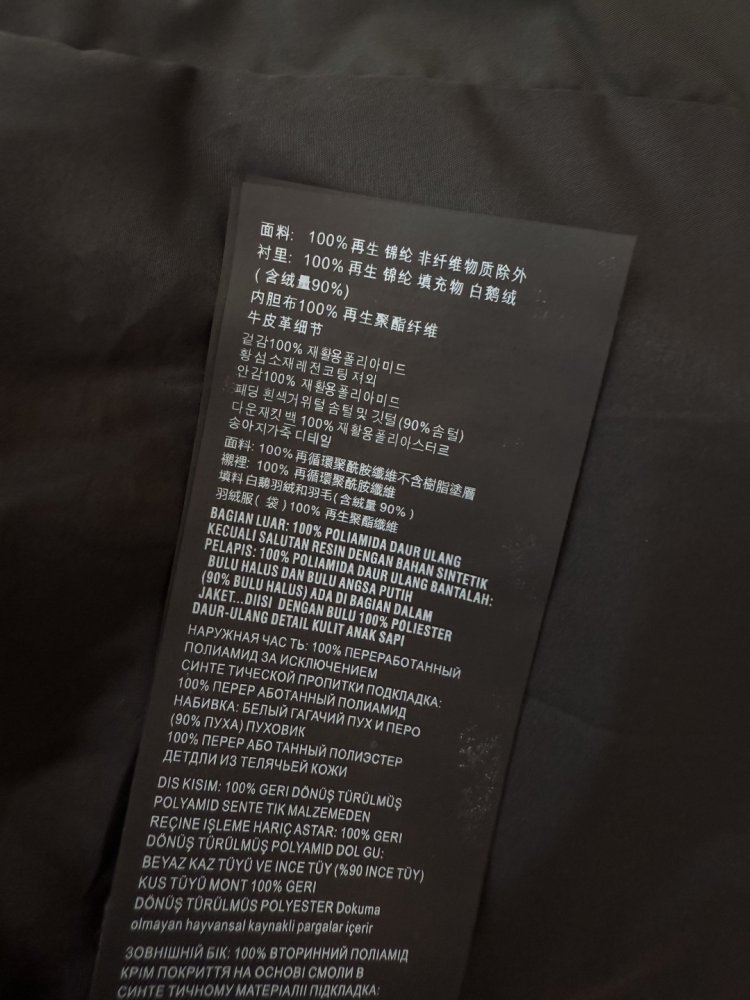 面料: 100% 再生 锦纶 非纤维物质除外
衬里: 100% 再生 锦纶 填充物 白鹅绒
(含绒量90%)
内胆布100% 再生聚酯纤维
牛皮革细节
겉감100% 재활용폴리아미드
황섬소재레전코팅 져외
안감100% 재활용폴리아미드
패딩 흰색거위털 솜털및 깃털(90%솜털)
다운재킷 백 100% 재활용폴리아스터르
송아지가죽 디테일
面料: 100% 再循環聚酰胺纖維不含樹脂塗層
襯裡: 100% 再循環聚酰胺纖維
填料白鵝羽絨和羽毛(含絨量 90% )
羽絨服( 袋 )100% 再生聚酯纖維
BAGIAN LUAR: 100% POLIAMIDA DAUR ULANG
KECUALI SALUTAN RESIN DENGAN BAHAN SINTETIK
PELAPIS: 100% POLIAMIDA DAUR ULANG BANTALAH:
BULU HALUS DAN BULU ANGSA PUTIH
(90% BULU HALUS) ADA DI BAGIAN DALAM
JAKET...DIISI DENGAN BULU 100% POLIESTER
DAUR-ULANG DETAIL KULIT ANAK SAPI
НАРУЖНАЯ ЧАС ТЬ: 100% ПЕРЕРАБОТАННЫЙ
ПОЛИАМИД ЗА ИСКЛЮЧЕНИЕМ
СИНТЕ ТИЧЕСКОЙ ПРОПИТКИ ПОДКЛАДКА:
100% ПЕРЕР АБОТАННЫЙ ПОЛИАМИД
НАБИВКА: БЕЛЫЙ ГАГАЧИЙ ПУХ И ПЕРО
(90% ПУХА) ПУХОВИК
100% ПЕРЕР АБО ТАННЫЙ ПОЛИЭСТЕР
ДЕТДЛИ ИЗ ТЕЛЯЧЬЕЙ КОЖИ
DIS KISIM: 100% GERI DÖNÜŞ TÜRÜLMÜŞ
POLYAMID SENTE TIK MALZEMEDEN
REÇINE IŞLEME HARIÇ ASTAR: 100% GERI
DÖNÜŞ TÜRÜLMÜŞ POLYAMID DOL GU:
BEYAZ KAZ TÜYÜ VE INCE TÜY (%90 INCE TÜY)
KUS TÜYÜ MONT 100% GERI
DÖNÜŞ TÜRÜLMÜS POLYESTER Dokuma
olmayan hayvansal kaynakli pargalar içerir
ЗОВНІШНІЙ БІК: 100% ВТОРИННИЙ ПОЛІАМІД
КРІМ ПОКРИТТЯ НА ОСНОВІ СМОЛИ В
СИНТЕ ТИЧНОМУ МАТЕРІАЛІІ ПІДКЛАДКА: